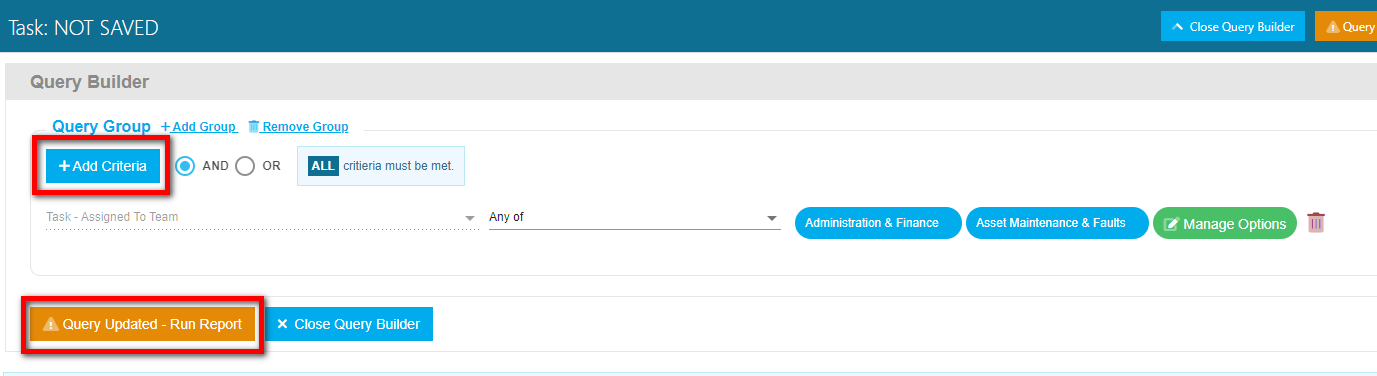 Task: NOT SAVED
Close Query Builder
Query
Query Builder
Query Group + Add Group Remove Group
+ Add Criteria AND OR ALL critieria must be met.
Task - Assigned To Team Any of Administration & Finance Asset Maintenance & Faults Manage Options
Query Updated - Run Report × Close Query Builder